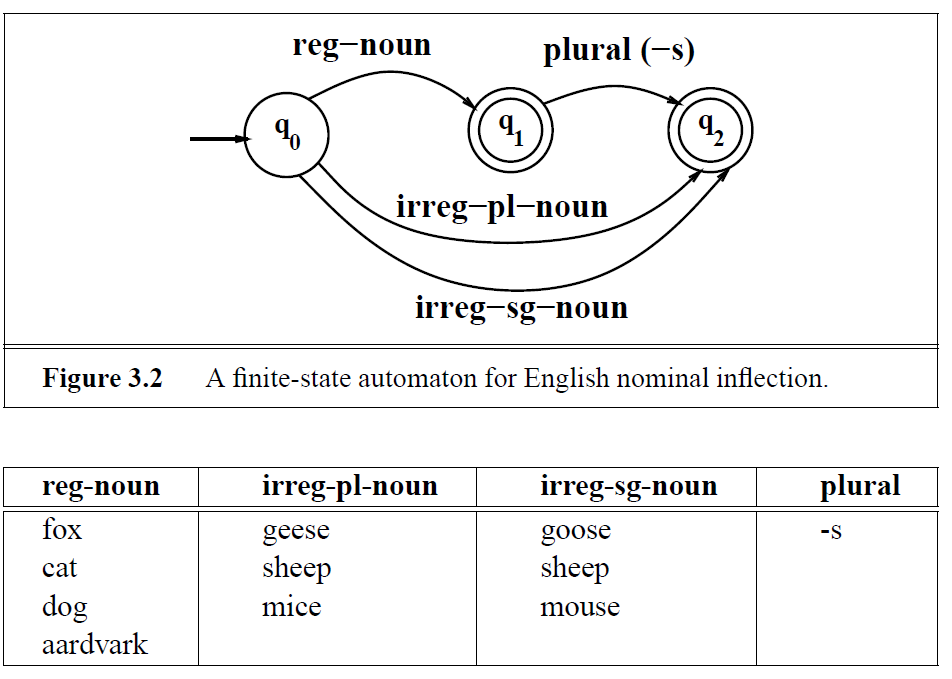 reg−noun
plural (−s)
q0
q1
q2
irreg−pl−noun
irreg−sg−noun
Figure 3.2 A finite-state automaton for English nominal inflection.
reg-noun irreg-pl-noun irreg-sg-noun plural
fox geese goose -s
cat sheep sheep
dog mice mouse
aardvark